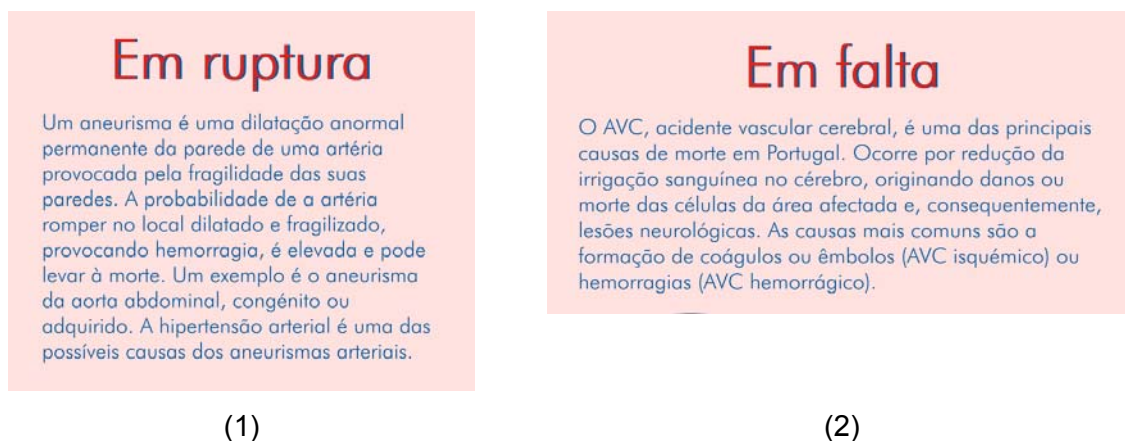 Em ruptura
Um aneurisma é uma dilatação anormal
permanente da parede de uma artéria
provocada pela fragilidade das suas
paredes. A probabilidade de a artéria
romper no local dilatado e fragilizado,
provocando hemorragia, é elevada e pode
levar à morte. Um exemplo é o aneurisma
da aorta abdominal, congénito ou
adquirido. A hipertensão arterial é uma das
possíveis causas dos aneurismas arteriais.
(1)
Em falta
O AVC, acidente vascular cerebral, é uma das principais
causas de morte em Portugal. Ocorre por redução da
irrigação sanguínea no cérebro, originando danos ou
morte das células da área afectada e, consequentemente,
lesões neurológicas. As causas mais comuns são a
formação de coágulos ou êmbolos (AVC isquémico) ou
hemorragias (AVC hemorrágico).
(2)